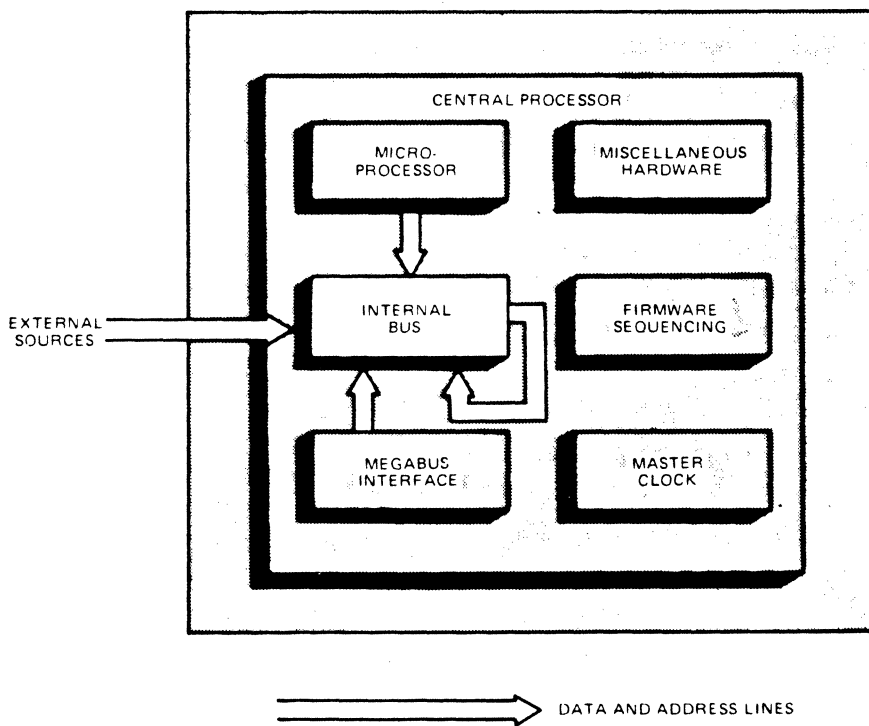 CENTRAL PROCESSOR
MICRO-
PROCESSOR
MISCELLANEOUS
HARDWARE
EXTERNAL
SOURCES
INTERNAL
BUS
FIRMWARE
SEQUENCING
MEGABUS
INTERFACE
MASTER
CLOCK
DATA AND ADDRESS LINES